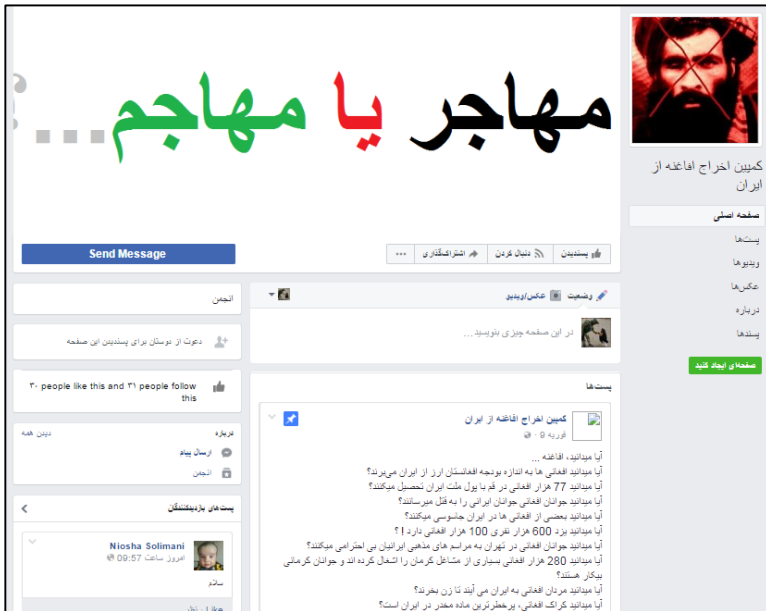 مهاجر یا مهاجم...؟
کمپین اخراج افاغنه از
ایران
صفحه اصلی
پست‌ها
ویدیوها
عکس‌ها
درباره
پسندها
صفحه‌ای ایجاد کنید
پسندیدن
دنبال کردن
اشتراک‌گذاری
...
Send Message
وضعیت
عکس/ویدیو
در این صفحه چیزی بنویسید...
پست‌ها
کمپین اخراج افاغنه از ایران
فوریه 9 ·
آیا میدانید، افاغنه ...
آیا میدانید افغانی ها به اندازه بودجه افغانستان ارز از ایران می‌برند؟
آیا میدانید 77 هزار افغانی در قم با پول ملت ایران تحصیل میکنند؟
آیا میدانید جوانان افغانی جوانان ایرانی را به قتل میرسانند؟
آیا میدانید بعضی از افغانی ها در ایران جاسوسی میکنند؟
آیا میدانید یزد 600 هزار نفری 100 هزار افغانی دارد ! ؟
آیا میدانید جوانان افغانی در تهران به مراسم های مذهبی ایرانیان بی احترامی میکنند؟
آیا میدانید 280 هزار افغانی بسیاری از مشاغل کرمان را اشغال کرده اند و جوانان کرمانی
بیکار هستند؟
آیا میدانید مردان افغانی به ایران می آیند تا زن بخرند؟
آیا میدانید کراک افغانی، پرخطرترین ماده مخدر در ایران است؟
انجمن
دعوت از دوستان برای پسندیدن این صفحه
۳۰ people like this and ۳۱ people follow
this
درباره
دیدن همه
ارسال پیام
انجمن
پست‌های بازدیدکنندگان
Niosha Solimani
امروز ساعت 09:57
سلام